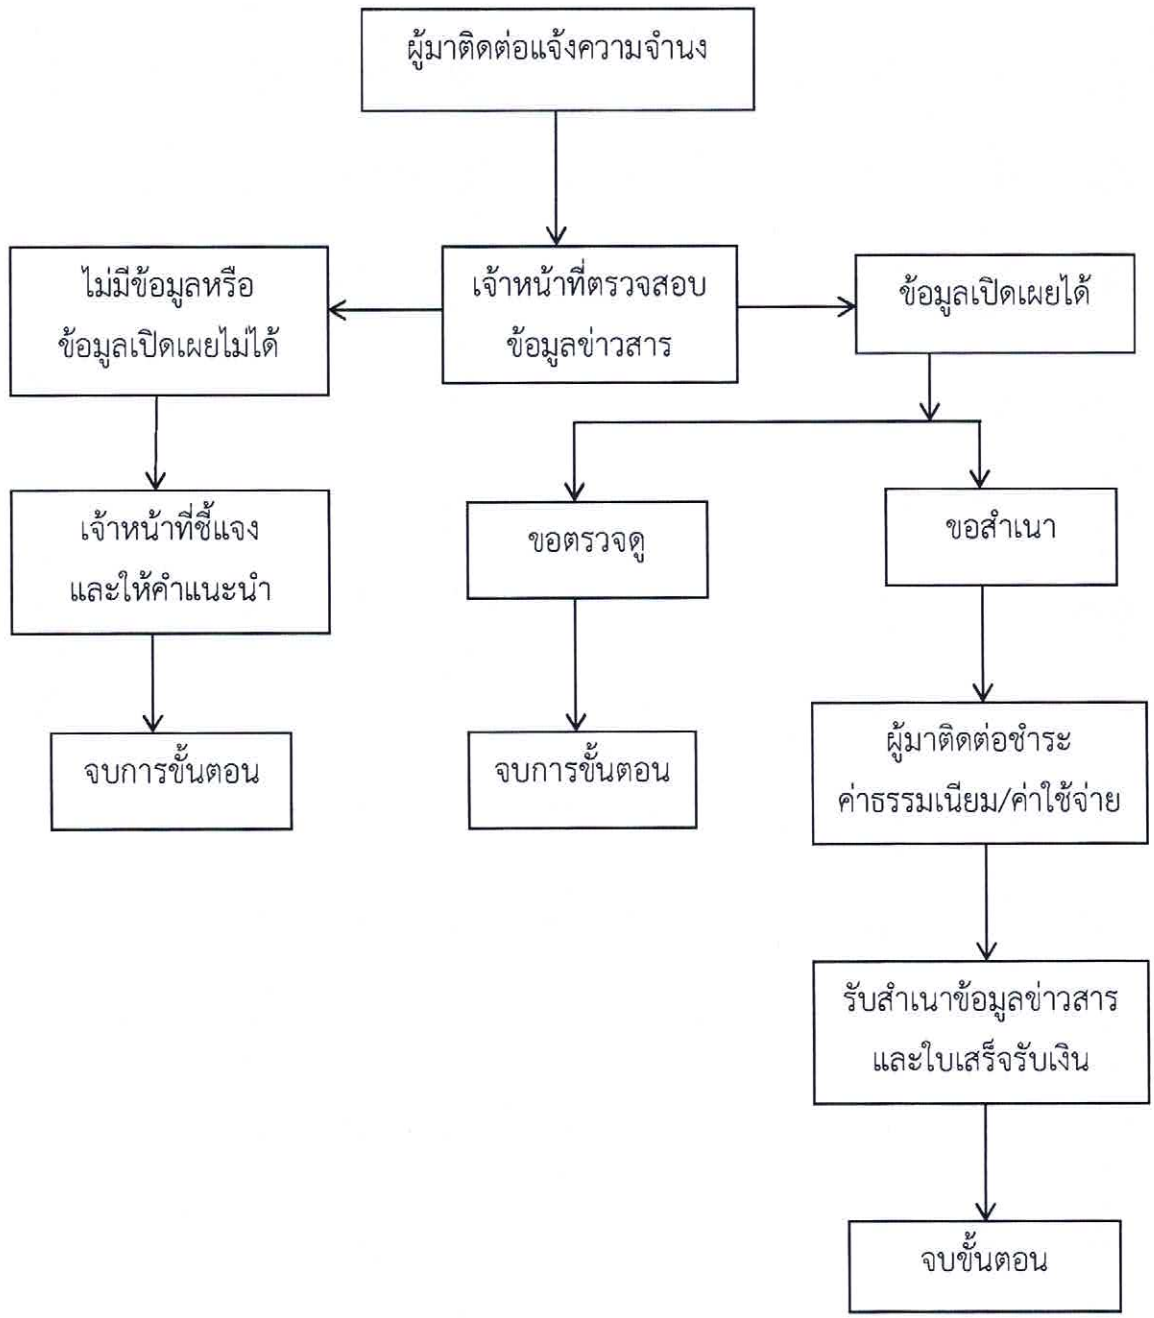 ผู้มาติดต่อแจ้งความจำนง
ไม่มีข้อมูลหรือ
ข้อมูลเปิดเผยไม่ได้
เจ้าหน้าที่ตรวจสอบ
ข้อมูลข่าวสาร
ข้อมูลเปิดเผยได้
เจ้าหน้าที่ชี้แจง
และให้คำแนะนำ
ขอตรวจดู
ขอสำเนา
จบการขั้นตอน
จบการขั้นตอน
ผู้มาติดต่อชำระ
ค่าธรรมเนียม/ค่าใช้จ่าย
รับสำเนาข้อมูลข่าวสาร
และใบเสร็จรับเงิน
จบขั้นตอน